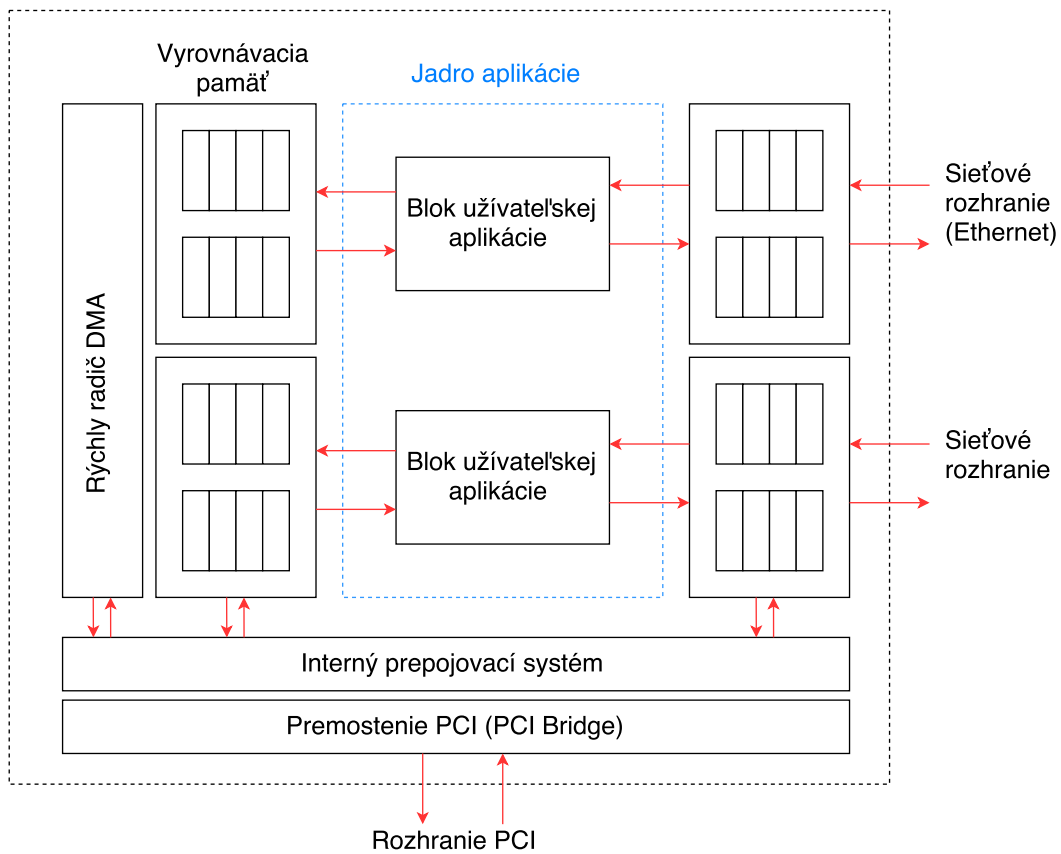 Vyrovnávacia
pamäť
Jadro aplikácie
Rýchly radič DMA
Blok užívateľskej
aplikácie
Sieťové
rozhranie
(Ethernet)
Blok užívateľskej
aplikácie
Sieťové
rozhranie
Interný prepojovací systém
Premostenie PCI (PCI Bridge)
Rozhranie PCI